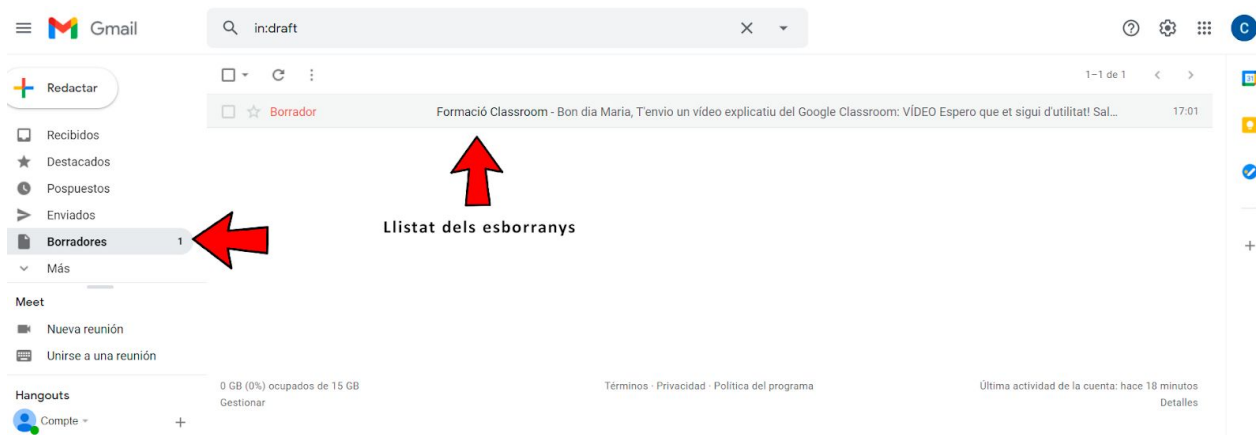 Gmail
in:draft
C
Redactar
1–1 de 1
31
Borrador
Formació Classroom - Bon dia Maria, T'envio un vídeo explicatiu del Google Classroom: VÍDEO Espero que et sigui d'utilitat! Sal...
17:01
Recibidos
Destacados
Pospuestos
Enviados
Borradores 1
Más
Llistat dels esborranys
Meet
Nueva reunión
Unirse a una reunión
Hangouts
Compte
0 GB (0%) ocupados de 15 GB
Gestionar
Términos · Privacidad · Política del programa
Última actividad de la cuenta: hace 18 minutos
Detalles